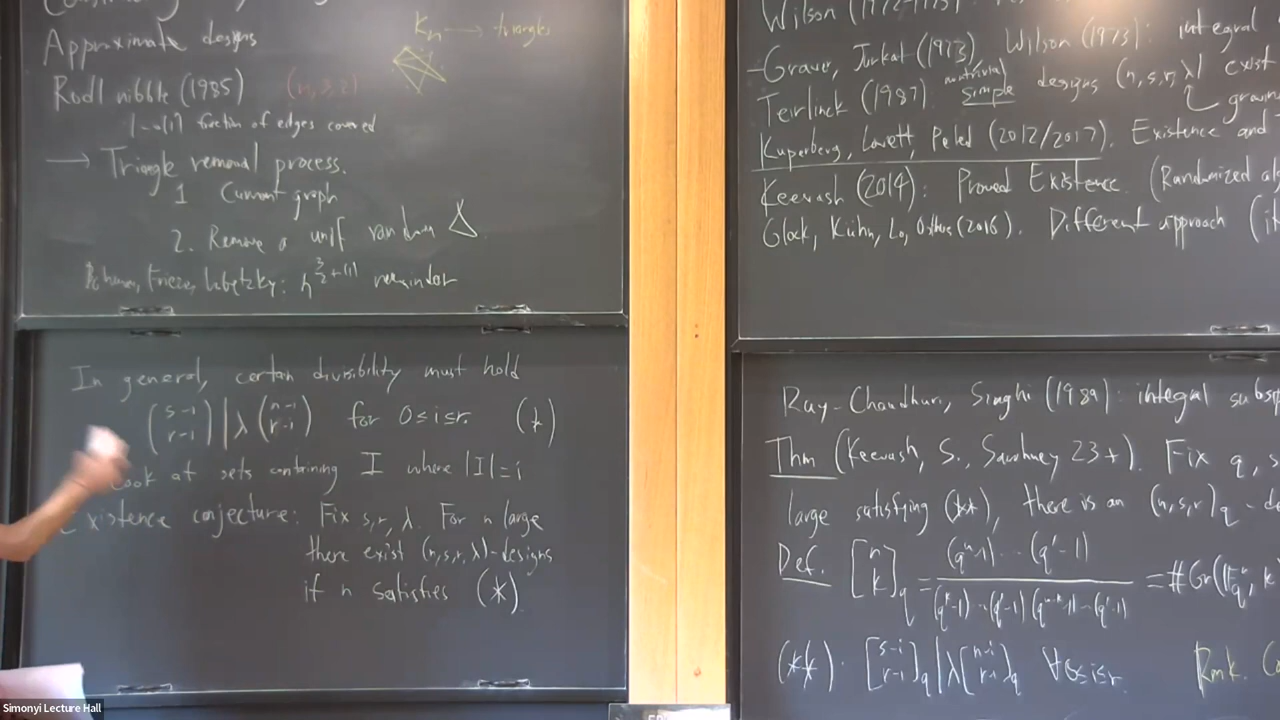 Approximate designs
K_n → triangles
Rödl nibble (1985) (n,3,2)
1-o(1) fraction of edges covered
→ Triangle removal process.
1 Current graph
2. Remove a unif random △
Frieze, Lubetzky: n^{3/2+o(1)} remainder
In general, certain divisibility must hold
(s-i r-i) | λ (n-i r-i) for 0≤i≤r. (*)
Look at sets containing I where |I|=i
Existence conjecture: Fix s,r,λ. For n large
there exist (n,s,r,λ)-designs
if n satisfies (*).
Wilson (1972-1975):
Graver, Jurkat (1973), Wilson (1973): integral
Teirlinck (1987) nontrivial simple designs (n,s,r,λ) exist
Kuperberg, Lovett, Peled (2012/2017). Existence and
Keevash (2014): Proved Existence. (Randomized al
Glock, Kühn, Lo, Osthus (2016). Different approach (it
Ray-Chaudhuri, Singhi (1989): integral subsp
Thm (Keevash, S., Sawhney 23+). Fix q, s
large satisfying (**), there is an (n,s,r)_q-de
Def. [n k]_q = (q^n-1)...(q^1-1) / (q^k-1)...(q^1-1)(q^{n-k}-1)...(q^1-1) = #Gr(F_q^n, k
(**). [s-i r-i]_q | λ[n-i r-i]_q ∀0≤i≤r. Rmk.
Simonyi Lecture Hall